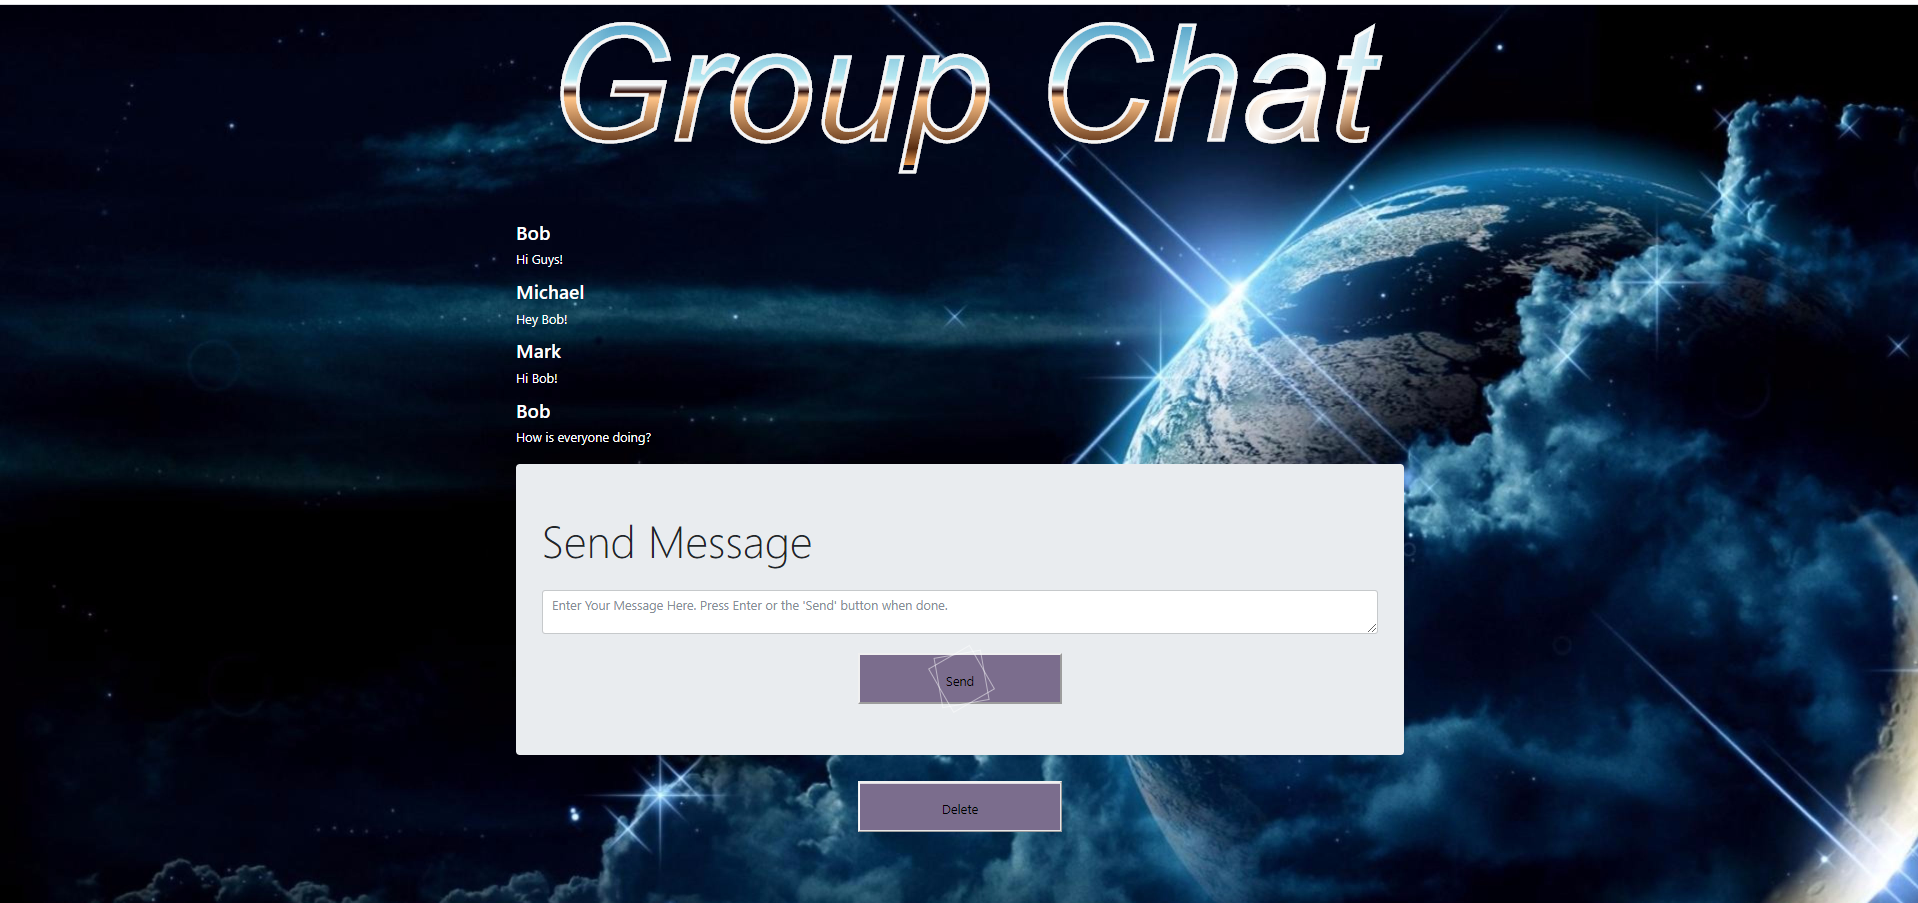 Group Chat
Bob
Hi Guys!
Michael
Hey Bob!
Mark
Hi Bob!
Bob
How is everyone doing?
Send Message
Enter Your Message Here. Press Enter or the 'Send' button when done.
Send
Delete